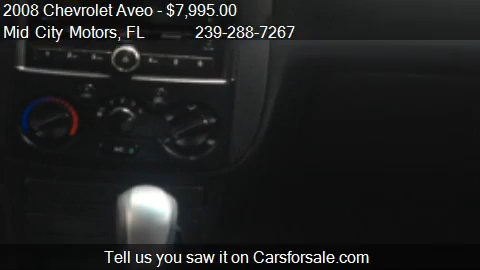 2008 Chevrolet Aveo - $7,995.00
Mid City Motors, FL 239-288-7267
Tell us you saw it on Carsforsale.com